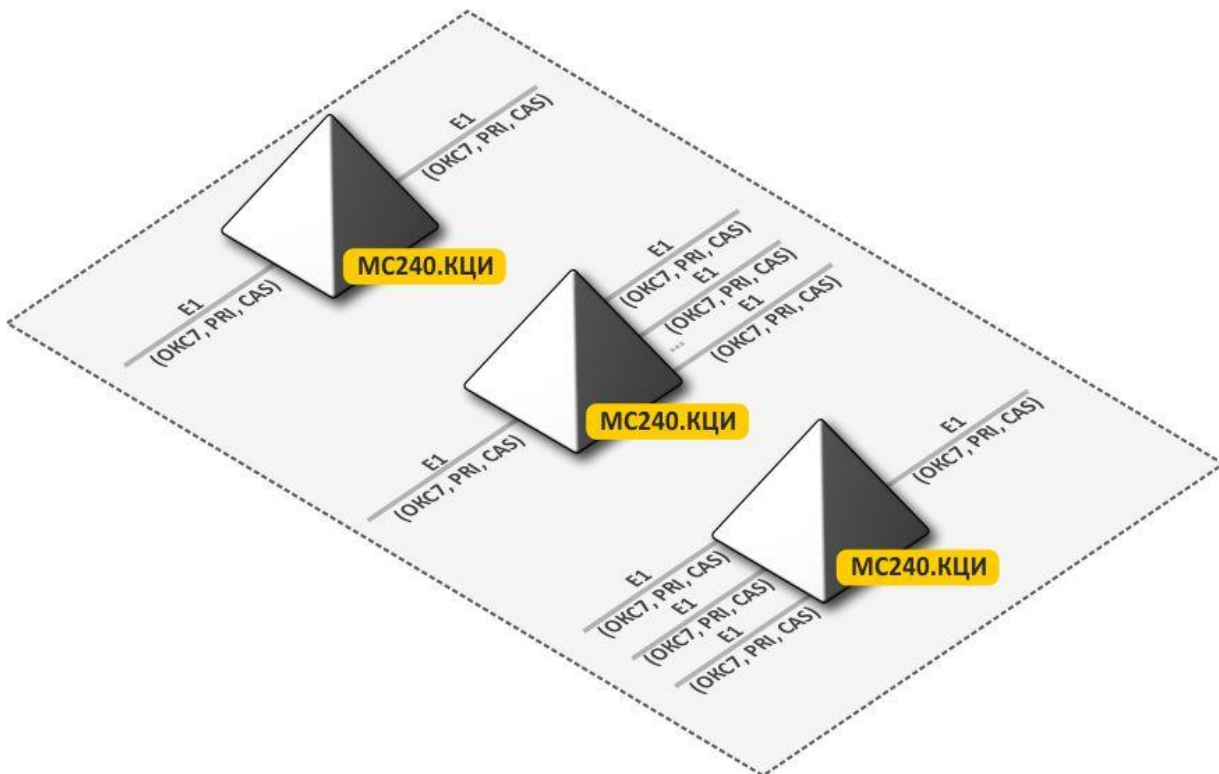 E1
(ОКС7, PRI, CAS)
МС240.КЦИ
E1
(ОКС7, PRI, CAS)
E1
(ОКС7, PRI, CAS)
E1
(ОКС7, PRI, CAS)
E1
(ОКС7, PRI, CAS)
...
МС240.КЦИ
E1
(ОКС7, PRI, CAS)
E1
(ОКС7, PRI, CAS)
МС240.КЦИ
E1
(ОКС7, PRI, CAS)
E1
(ОКС7, PRI, CAS)
E1
(ОКС7, PRI, CAS)